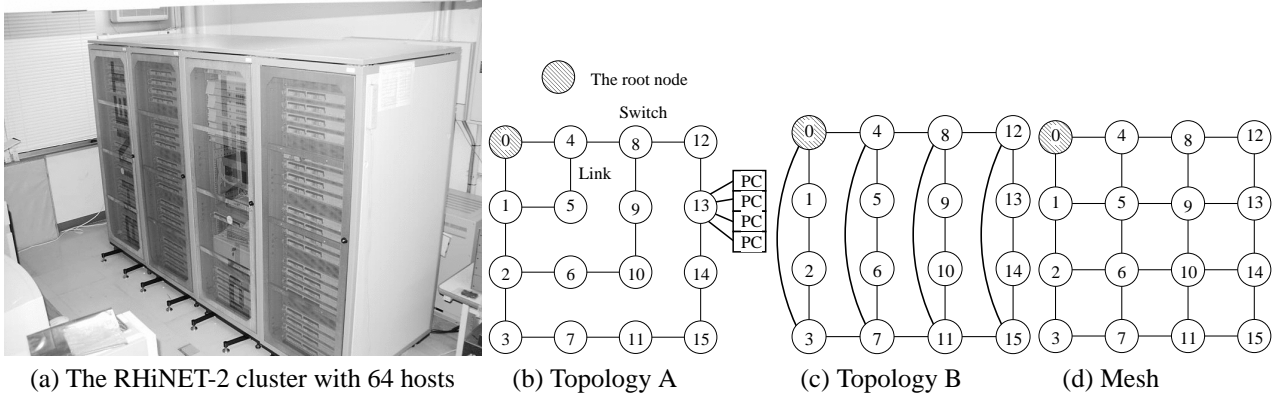 The root node
Switch
0 4 8 12
Link
PC
PC
PC
PC
1 5 9 13
2 6 10 14
3 7 11 15
0 4 8 12
1 5 9 13
2 6 10 14
3 7 11 15
0 4 8 12
1 5 9 13
2 6 10 14
3 7 11 15
(a) The RHiNET-2 cluster with 64 hosts
(b) Topology A
(c) Topology B
(d) Mesh